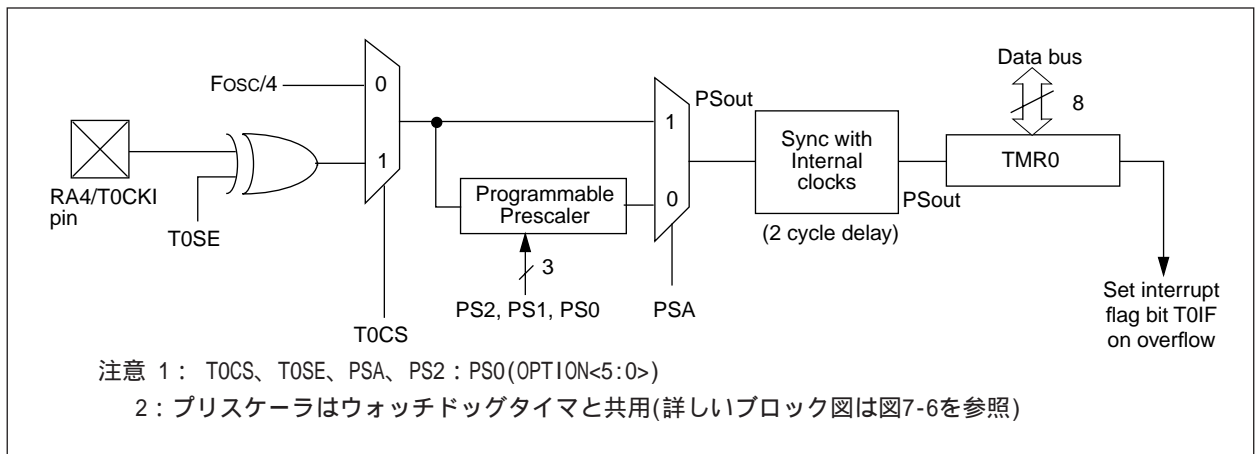 Data bus
8
FOSC/4
0
1
RA4/T0CKI
pin
T0SE
T0CS
Programmable
Prescaler
3
PS2, PS1, PS0
1
0
PSA
PSout
Sync with
Internal
clocks
(2 cycle delay)
PSout
TMR0
Set interrupt
flag bit T0IF
on overflow
注意 1： T0CS、T0SE、PSA、PS2：PS0(OPTION<5:0>)
2：プリスケーラはウォッチドッグタイマと共用(詳しいブロック図は図7-6を参照)